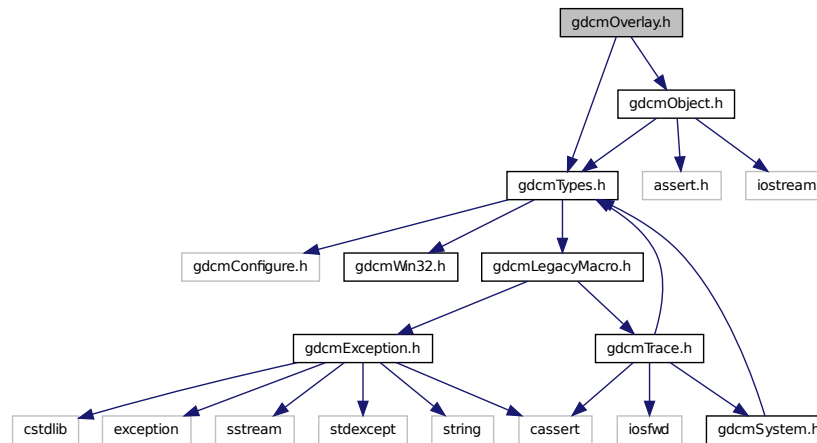 gdcmOverlay.h
gdcmObject.h
gdcmTypes.h
assert.h
iostream
gdcmConfigure.h
gdcmWin32.h
gdcmLegacyMacro.h
gdcmException.h
gdcmTrace.h
cstdlib
exception
sstream
stdexcept
string
cassert
iosfwd
gdcmSystem.h